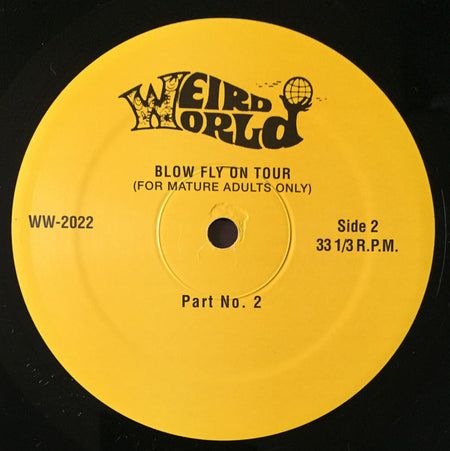 WEIRD
WORLD
BLOW FLY ON TOUR
(FOR MATURE ADULTS ONLY)
WW-2022
Side 2
33 1/3 R.P.M.
Part No. 2